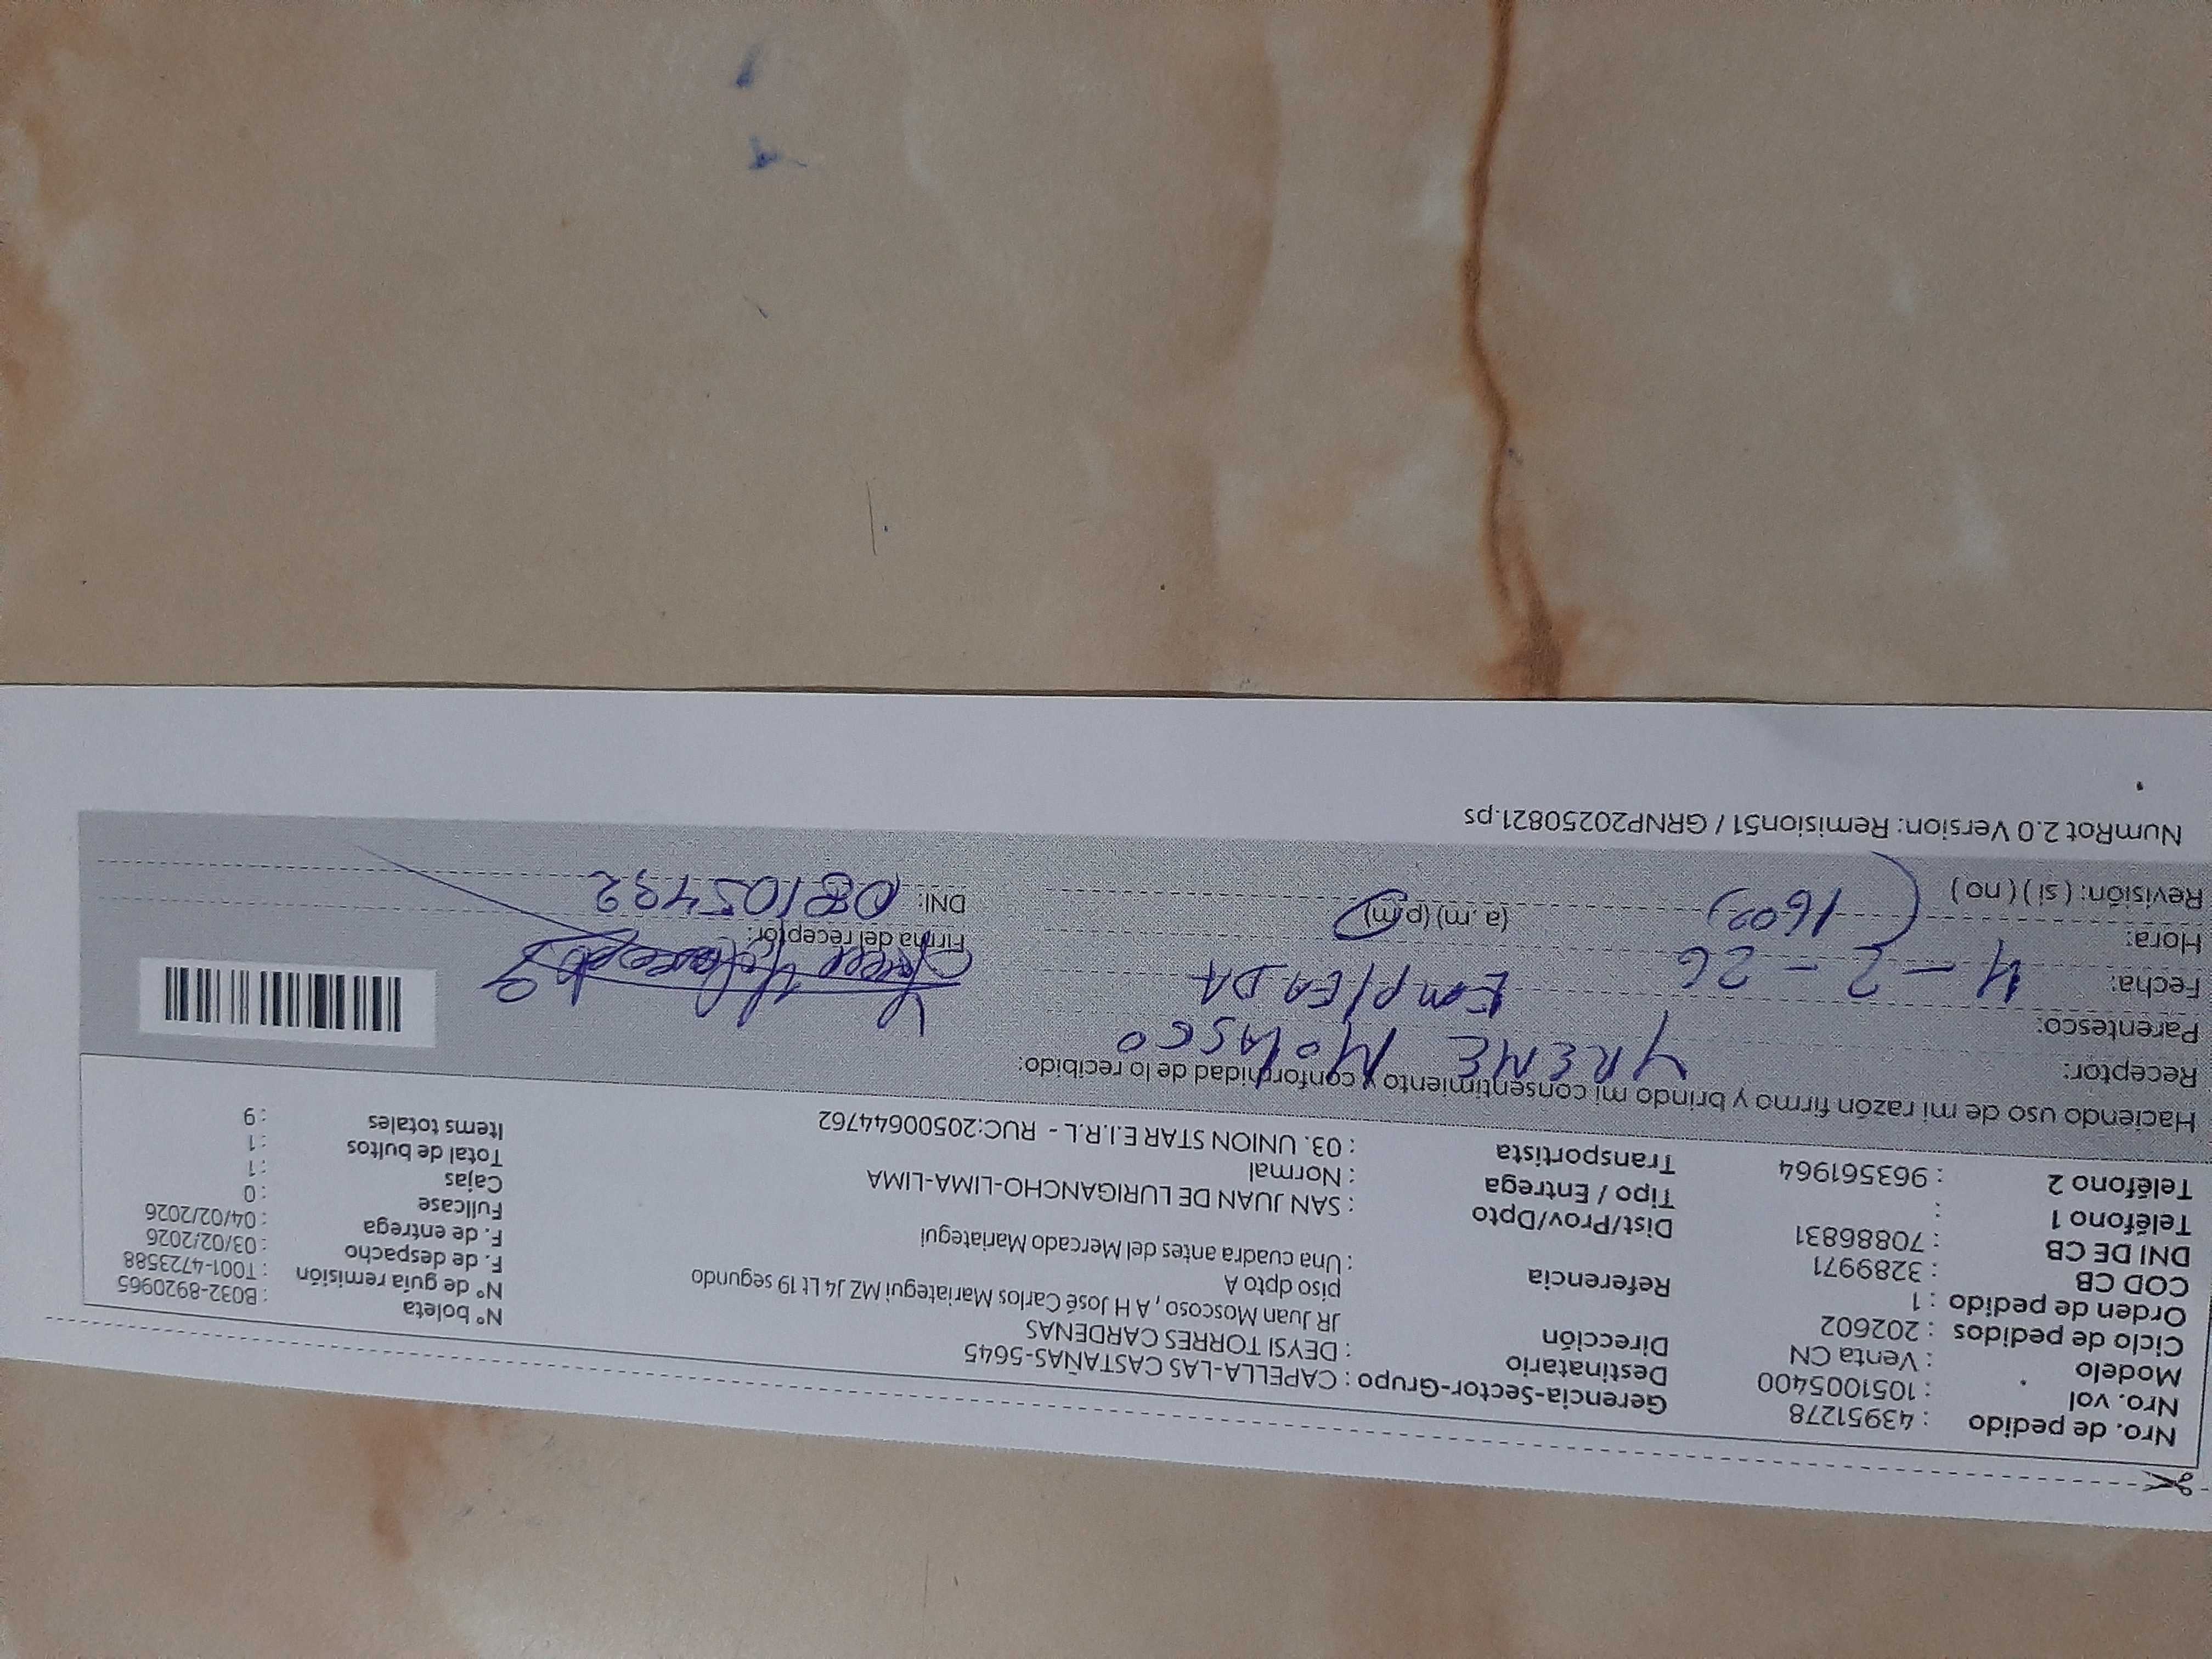 Nro. de pedido : 43951278
Nro. vol : 1051005400
Modelo : Venta CN
Ciclo de pedidos : 202602
Orden de pedido : 1
COD CB : 3289971
DNI DE CB : 70886831
Teléfono 1 :
Teléfono 2 : 963561964
Gerencia-Sector-Grupo : CAPELLA-LAS CASTAÑAS-5645
Destinatario : DEYSI TORRES CARDENAS
Dirección JR Juan Moscoso , A H José Carlos Mariategui MZ J4 Lt 19 segundo
piso dpto A
Referencia : Una cuadra antes del Mercado Mariategui
Dist/Prov/Dpto : SAN JUAN DE LURIGANCHO-LIMA-LIMA
Tipo / Entrega : Normal
Transportista : 03. UNION STAR E.I.R.L - RUC:20500644762
N° boleta : B032-8920965
N° de guía remisión : T001-4723588
F. de despacho : 03/02/2026
F. de entrega : 04/02/2026
Fullcase : 0
Cajas : 1
Total de bultos : 1
Items totales : 9
Haciendo uso de mi razón firmo y brindo mi consentimiento y conformidad de lo recibido:
Receptor: YRENE NOLASCO
Parentesco: EMPLEADA
Fecha: 4-2-26
Hora: 1609 (a. m) (p.m)
Revisión: ( si ) ( no )
Firma del receptor:
DNI: 08105492
NumRot 2.0 Version: Remision51 / GRNP20250821.ps